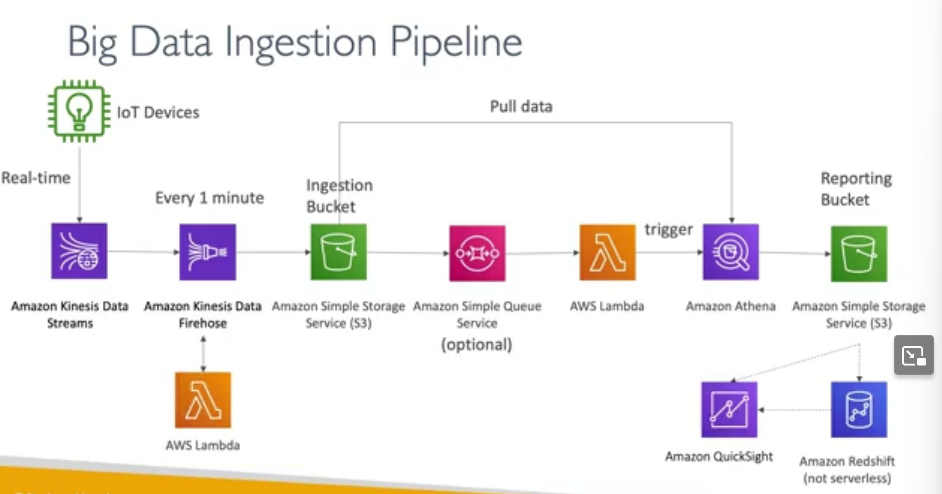 Big Data Ingestion Pipeline
IoT Devices
Pull data
Real-time
Every 1 minute
Ingestion
Bucket
Reporting
Bucket
trigger
Amazon Kinesis Data
Streams
Amazon Kinesis Data
Firehose
Amazon Simple Storage
Service (S3)
Amazon Simple Queue
Service
(optional)
AWS Lambda
Amazon Athena
Amazon Simple Storage
Service (S3)
AWS Lambda
Amazon QuickSight
Amazon Redshift
(not serverless)